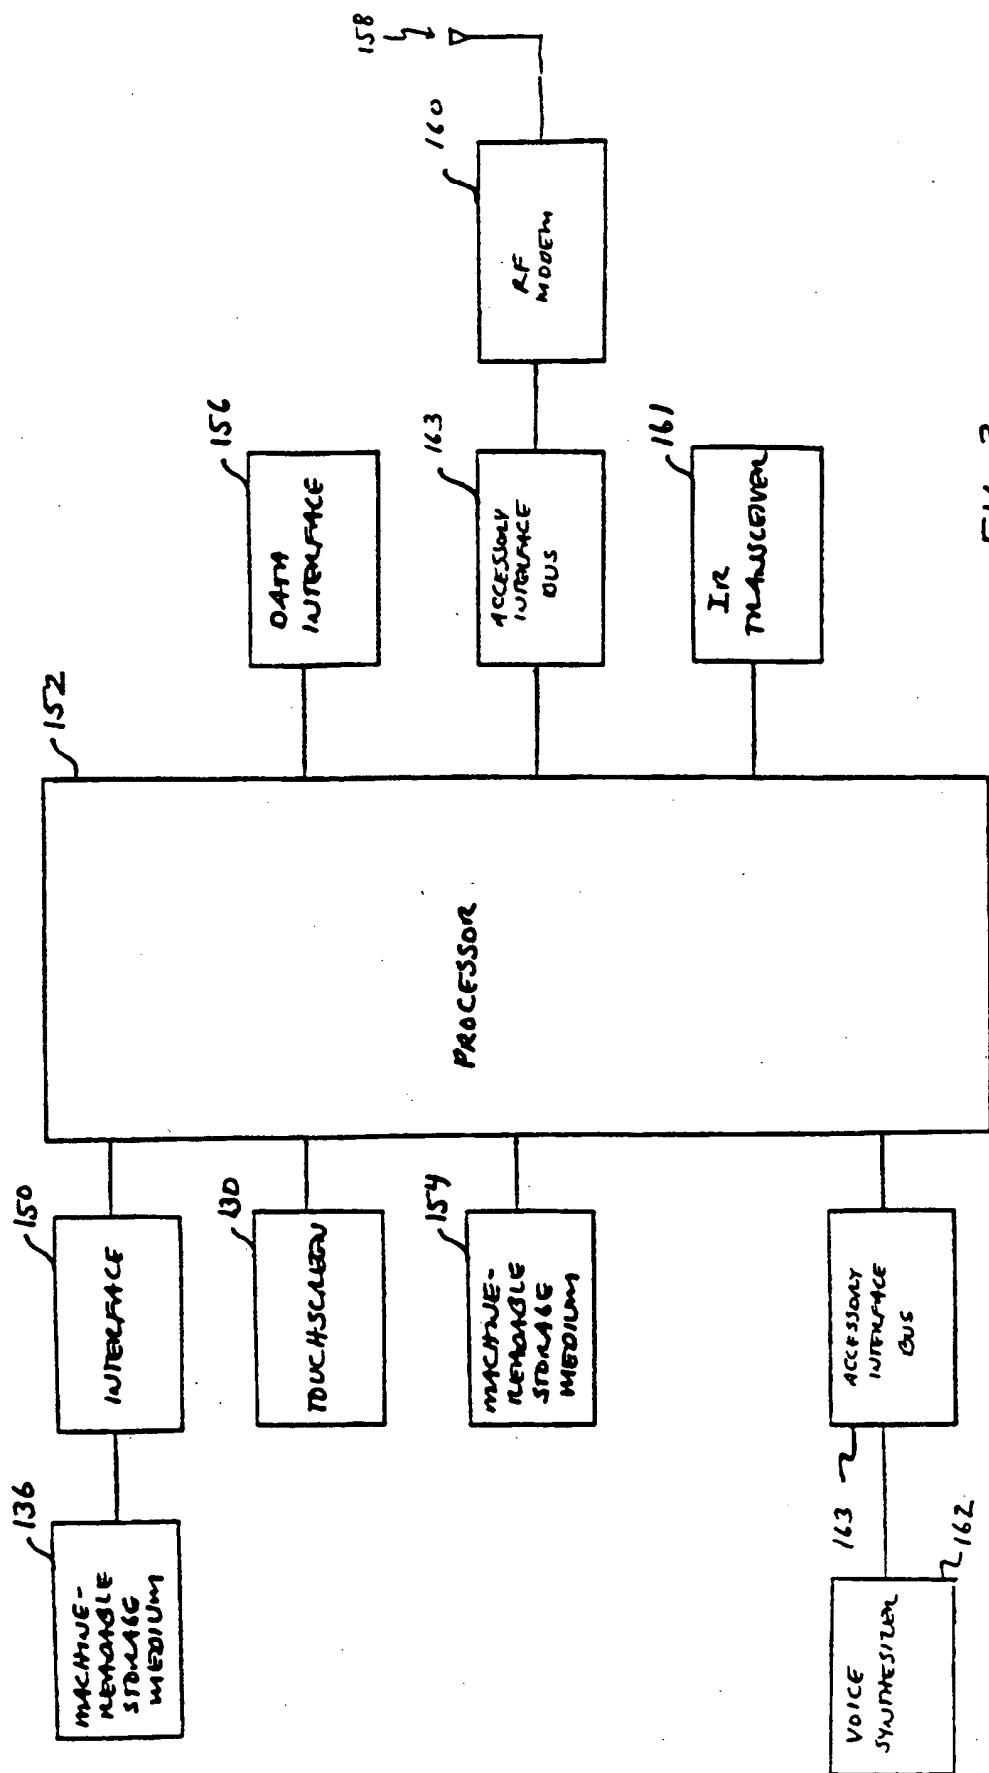 136
MACHINE-
READABLE
STORAGE
MEDIUM
150
INTERFACE
130
TOUCHSCREEN
154
MACHINE-
READABLE
STORAGE
MEDIUM
162
VOICE
SYNTHESIZER
163
ACCESSORY
INTERFACE
BUS
152
PROCESSOR
156
DATA
INTERFACE
163
ACCESSORY
INTERFACE
BUS
161
IR
TRANSCEIVER
160
RF
MODEM
158